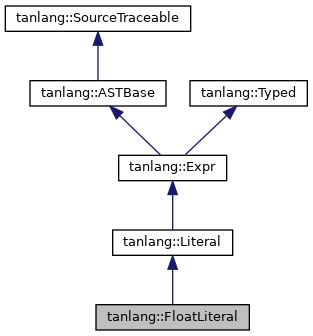 tanlang::SourceTraceable
tanlang::ASTBase
tanlang::Typed
tanlang::Expr
tanlang::Literal
tanlang::FloatLiteral